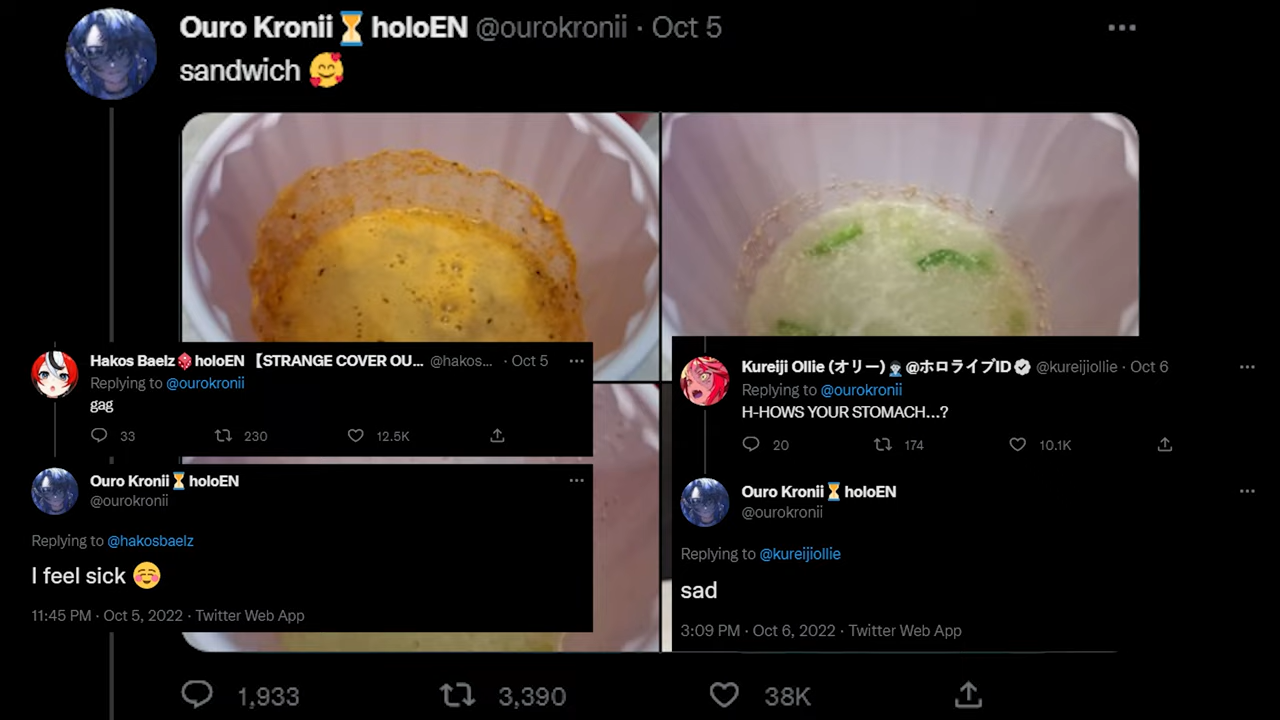 Ouro Kronii⏳holoEN @ourokronii · Oct 5
sandwich 🥰
Hakos Baelz🎲holoEN【STRANGE COVER OU... @hakos... · Oct 5
Replying to @ourokronii
gag
33 230 12.5K
Ouro Kronii⏳holoEN
@ourokronii
Replying to @hakosbaelz
I feel sick ☺️
11:45 PM · Oct 5, 2022 · Twitter Web App
Kureiji Ollie (オリー)🧟‍♀️@ホロライブID @kureijiollie · Oct 6
Replying to @ourokronii
H-HOWS YOUR STOMACH...?
20 174 10.1K
Ouro Kronii⏳holoEN
@ourokronii
Replying to @kureijiollie
sad
3:09 PM · Oct 6, 2022 · Twitter Web App
1,933 3,390 38K